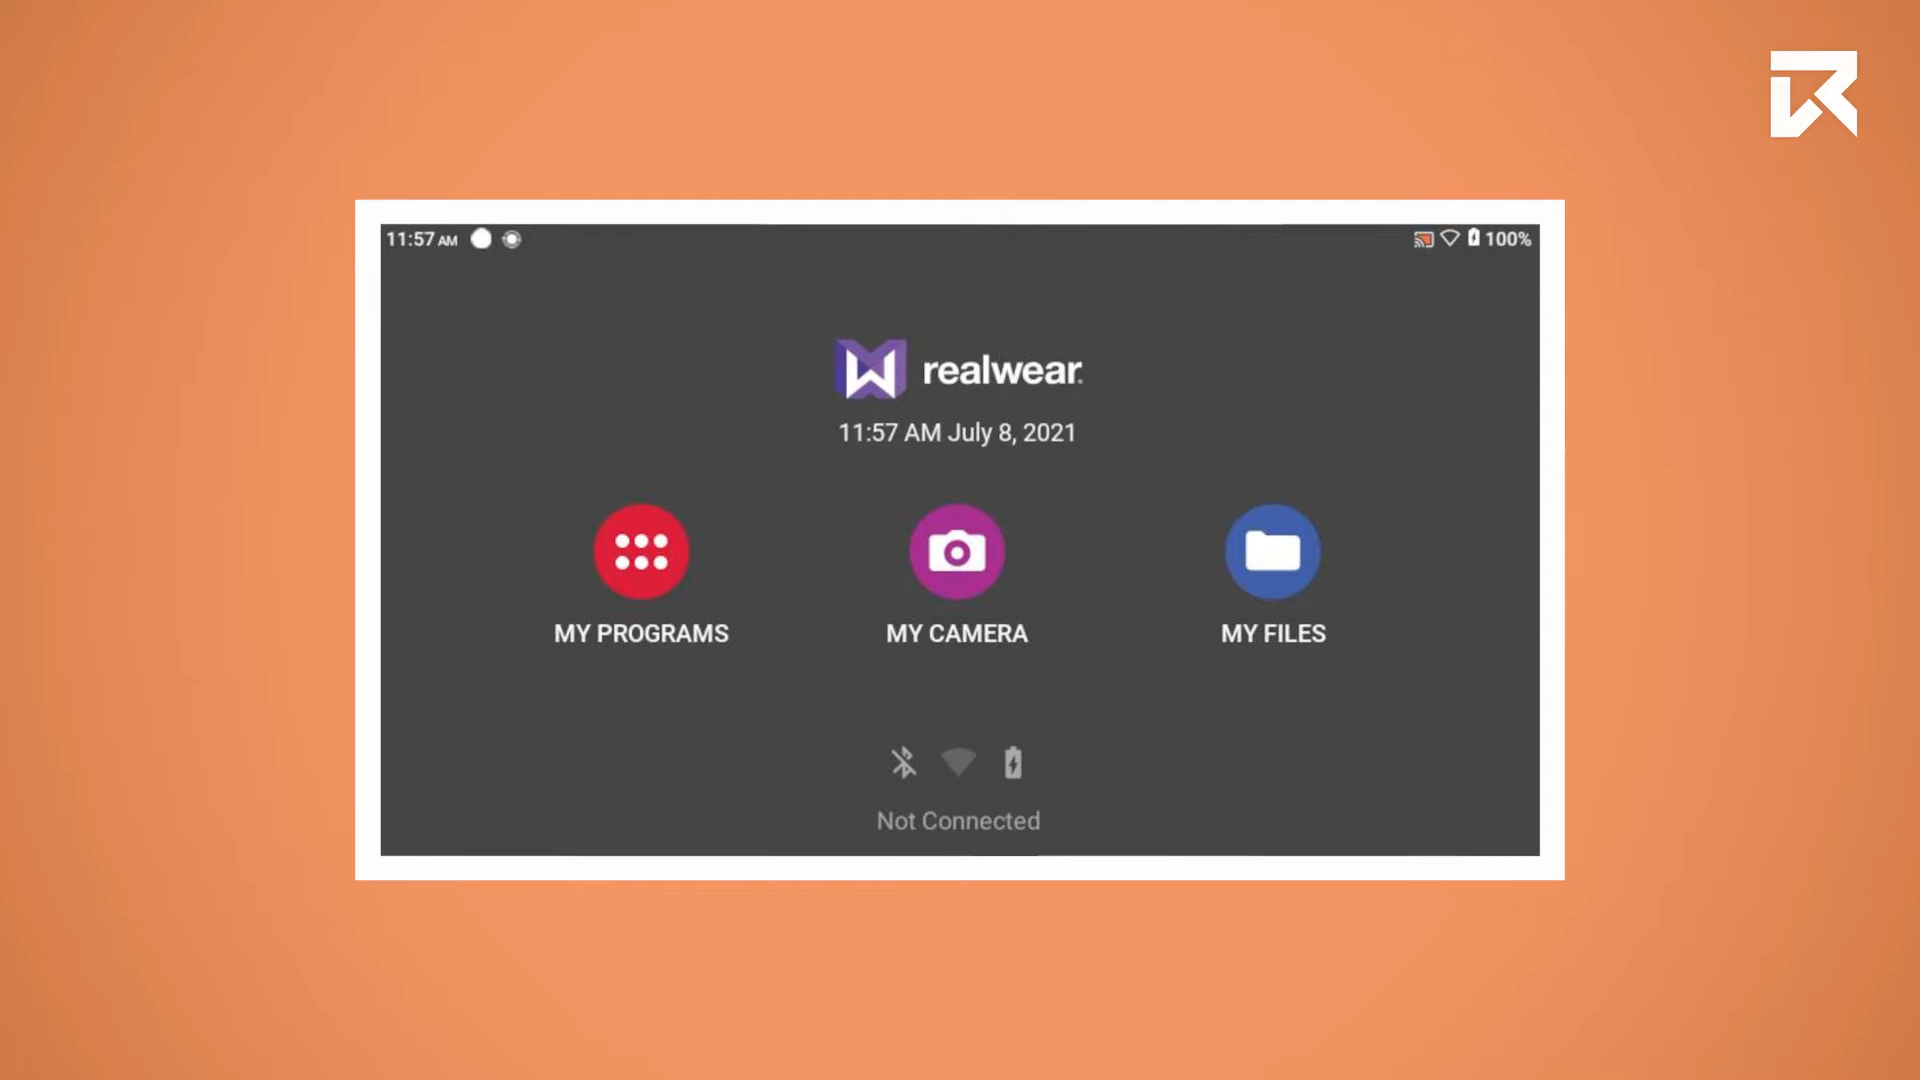 11:57 AM
100%
realwear
11:57 AM July 8, 2021
MY PROGRAMS
MY CAMERA
MY FILES
Not Connected